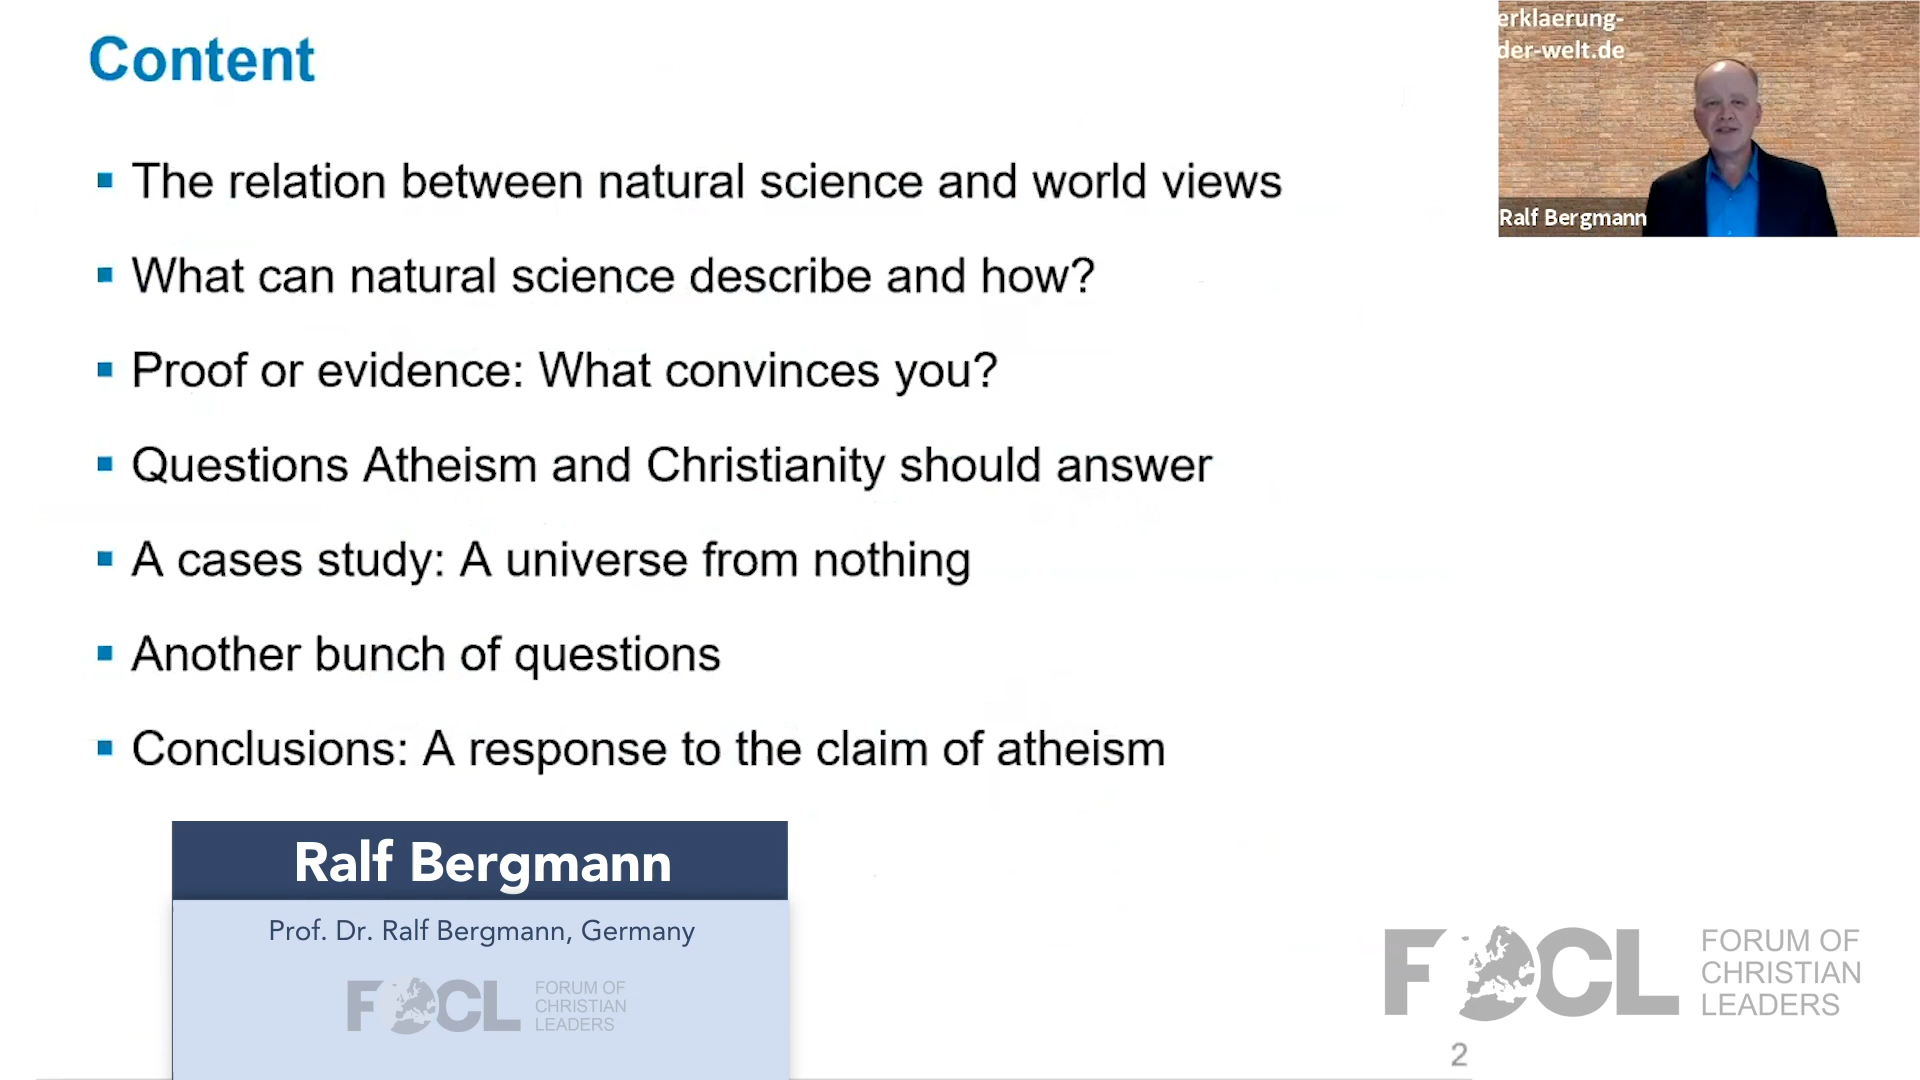 Content
The relation between natural science and world views
What can natural science describe and how?
Proof or evidence: What convinces you?
Questions Atheism and Christianity should answer
A cases study: A universe from nothing
Another bunch of questions
Conclusions: A response to the claim of atheism
erklaerung-
der-welt.de
Ralf Bergmann
Ralf Bergmann
Prof. Dr. Ralf Bergmann, Germany
FOCL
FORUM OF
CHRISTIAN
LEADERS
FOCL
FORUM OF
CHRISTIAN
LEADERS
2